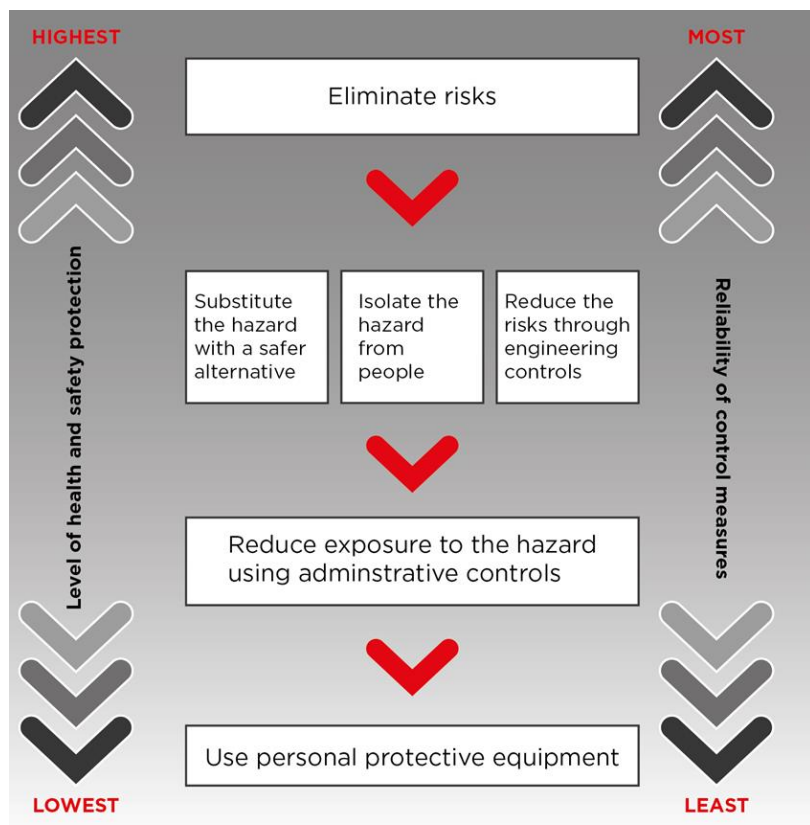 HIGHEST
MOST
Eliminate risks
Substitute
the hazard
with a safer
alternative
Isolate the
hazard
from
people
Reduce the
risks through
engineering
controls
Level of health and safety protection
Reliability of control measures
Reduce exposure to the hazard
using adminstrative controls
Use personal protective equipment
LOWEST
LEAST